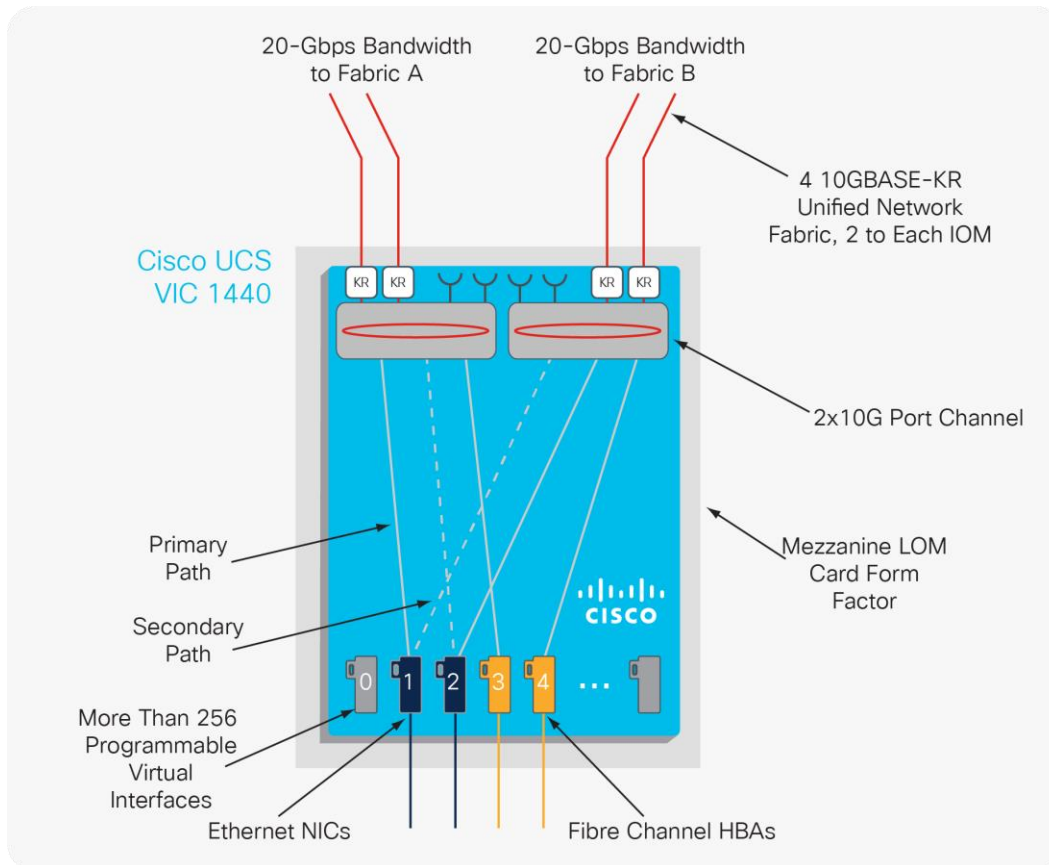 20-Gbps Bandwidth
to Fabric A
20-Gbps Bandwidth
to Fabric B
4 10GBASE-KR
Unified Network
Fabric, 2 to Each IOM
Cisco UCS
VIC 1440
KR
KR
KR
KR
2x10G Port Channel
Primary
Path
Mezzanine LOM
Card Form
Factor
CISCO
Secondary
Path
0
1
2
3
4
...
More Than 256
Programmable
Virtual
Interfaces
Ethernet NICs
Fibre Channel HBAs